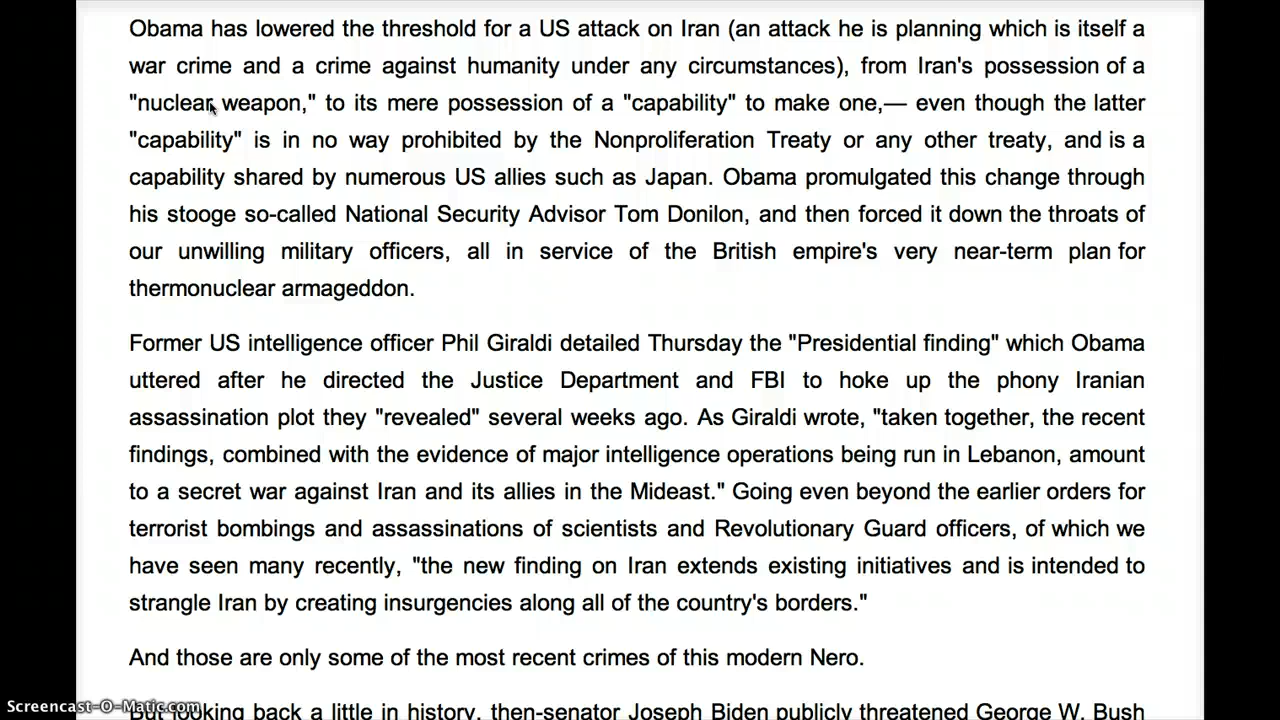 Obama has lowered the threshold for a US attack on Iran (an attack he is planning which is itself a
war crime and a crime against humanity under any circumstances), from Iran's possession of a
"nuclear weapon," to its mere possession of a "capability" to make one,— even though the latter
"capability" is in no way prohibited by the Nonproliferation Treaty or any other treaty, and is a
capability shared by numerous US allies such as Japan. Obama promulgated this change through
his stooge so-called National Security Advisor Tom Donilon, and then forced it down the throats of
our unwilling military officers, all in service of the British empire's very near-term plan for
thermonuclear armageddon.
Former US intelligence officer Phil Giraldi detailed Thursday the "Presidential finding" which Obama
uttered after he directed the Justice Department and FBI to hoke up the phony Iranian
assassination plot they "revealed" several weeks ago. As Giraldi wrote, "taken together, the recent
findings, combined with the evidence of major intelligence operations being run in Lebanon, amount
to a secret war against Iran and its allies in the Mideast." Going even beyond the earlier orders for
terrorist bombings and assassinations of scientists and Revolutionary Guard officers, of which we
have seen many recently, "the new finding on Iran extends existing initiatives and is intended to
strangle Iran by creating insurgencies along all of the country's borders."
And those are only some of the most recent crimes of this modern Nero.
But looking back a little in history, then-senator Joseph Biden publicly threatened George W. Bush
Screencast-O-Matic.com